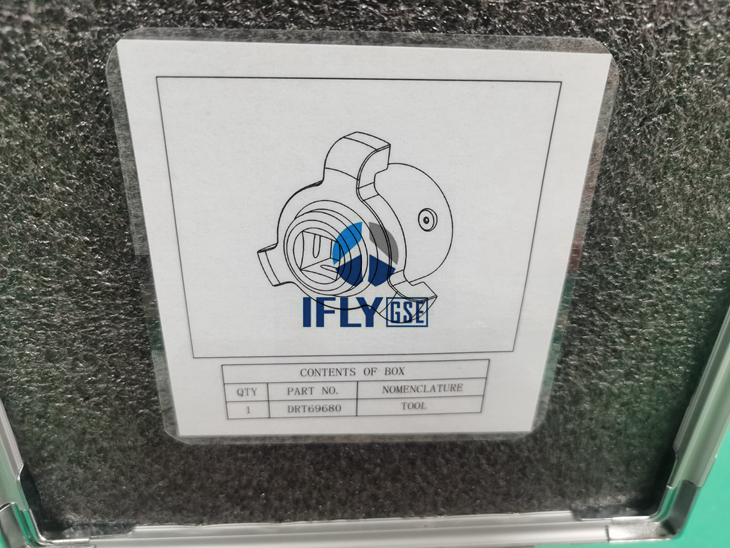 IFLY GSE
CONTENTS OF BOX
QTY PART NO. NOMENCLATURE
1 DRT69680 TOOL